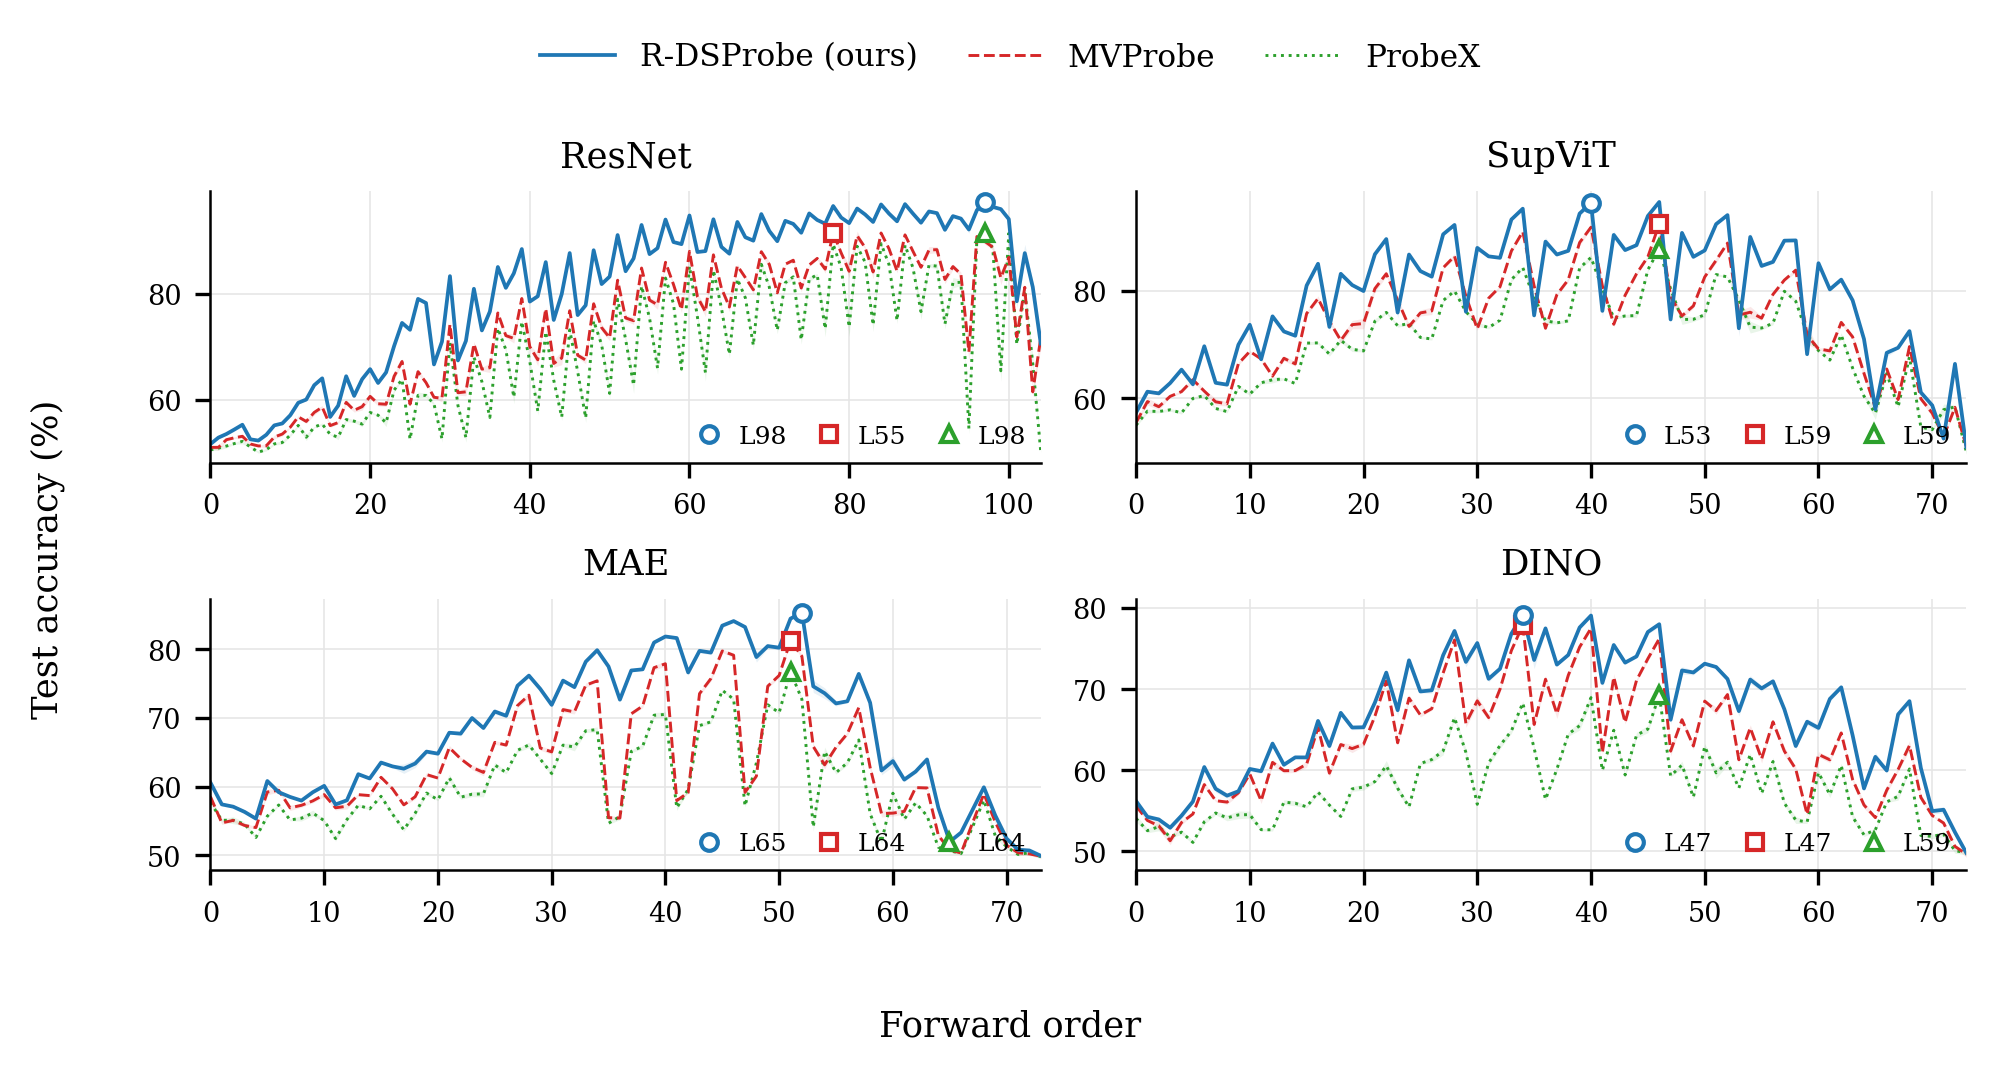 R-DSProbe (ours) MVProbe ProbeX
ResNet
80
60
L98 L55 L98
0 20 40 60 80 100
SupViT
80
60
L53 L59 L59
0 10 20 30 40 50 60 70
Test accuracy (%)
MAE
80
70
60
50
L65 L64 L64
0 10 20 30 40 50 60 70
DINO
80
70
60
50
L47 L47 L59
0 10 20 30 40 50 60 70
Forward order